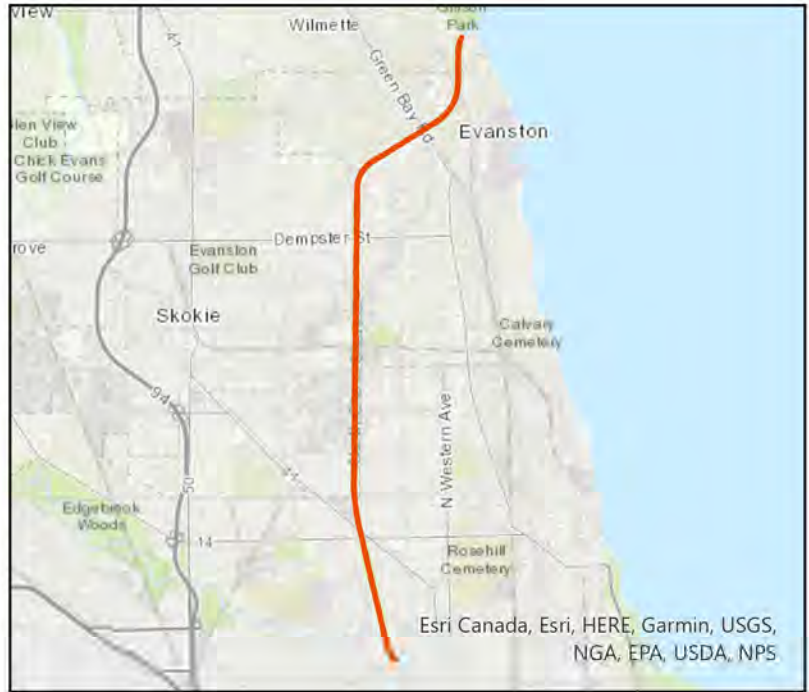 view
Wilmette
Park
41
Green Bay Rd
Evanston
len View
Club
Chick Evans
Golf Course
rove
Dempster St
Evanston
Golf Club
Skokie
Calvary
Cemetery
94
N Western Ave
41
50
Edgebrook
Woods
14
Rosehill
Cemetery
Esri Canada, Esri, HERE, Garmin, USGS,
NGA, EPA, USDA, NPS